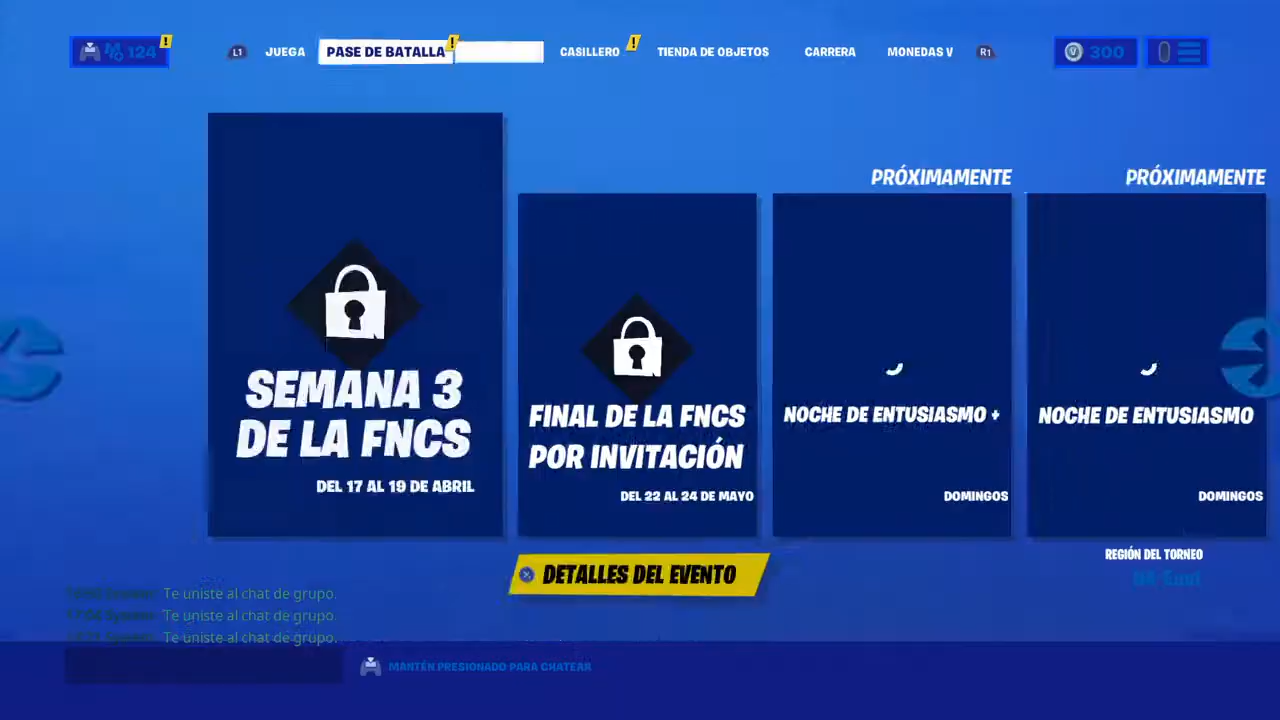 124
L1 JUEGA PASE DE BATALLA CASILLERO TIENDA DE OBJETOS CARRERA MONEDAS V R1
300
PRÓXIMAMENTE
PRÓXIMAMENTE
SEMANA 3
DE LA FNCS
DEL 17 AL 19 DE ABRIL
FINAL DE LA FNCS
POR INVITACIÓN
DEL 22 AL 24 DE MAYO
NOCHE DE ENTUSIASMO +
DOMINGOS
NOCHE DE ENTUSIASMO
DOMINGOS
DETALLES DEL EVENTO
REGIÓN DEL TORNEO
Te uniste al chat de grupo.
Te uniste al chat de grupo.
Te uniste al chat de grupo.
MANTÉN PRESIONADO PARA CHATEAR